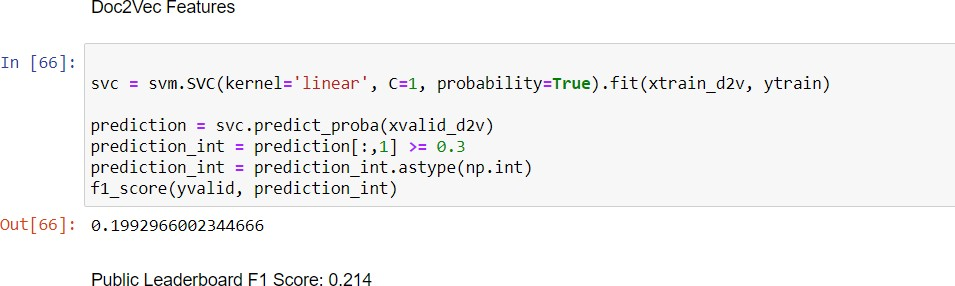 Doc2Vec Features
In [66]:
svc = svm.SVC(kernel='linear', C=1, probability=True).fit(xtrain_d2v, ytrain)
prediction = svc.predict_proba(xvalid_d2v)
prediction_int = prediction[:,1] >= 0.3
prediction_int = prediction_int.astype(np.int)
f1_score(yvalid, prediction_int)
Out[66]: 0.1992966002344666
Public Leaderboard F1 Score: 0.214